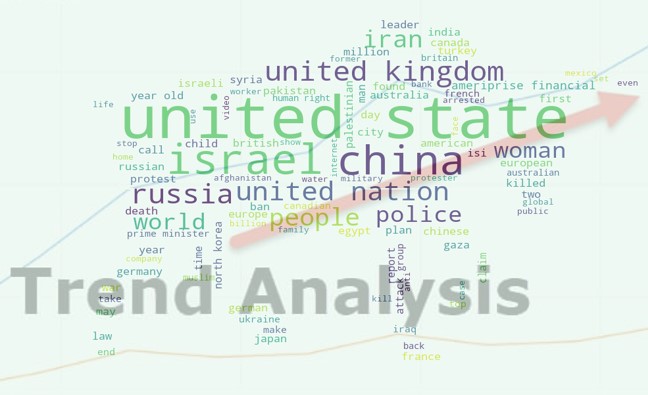 leader
iran
india
canada
million
turkey
former
britain
united kingdom
mexico
israeli
syria
bank
ameriprise financial
yet
even
worker
pakistan
found
year old
human right
man
australia
french
arrested
first
life
video
use
palestinian
united state
day
face
city
stop
child
british
show
internet
american
call
home
israel
china
isi
woman
russian
european
protest
afghanistan
water
military
protester
australian
killed
russia
united nation
two
global
death
ban
canadian
public
world
europe
people
police
billion
prime minister
family
egypt
plan
chinese
year
time
north korea
report
group
gaza
company
germany
muslim
anti
claim
Trend Analysis
war
take
kill
attack
case
top
may
german
ukraine
law
make
iraq
japan
end
back
france